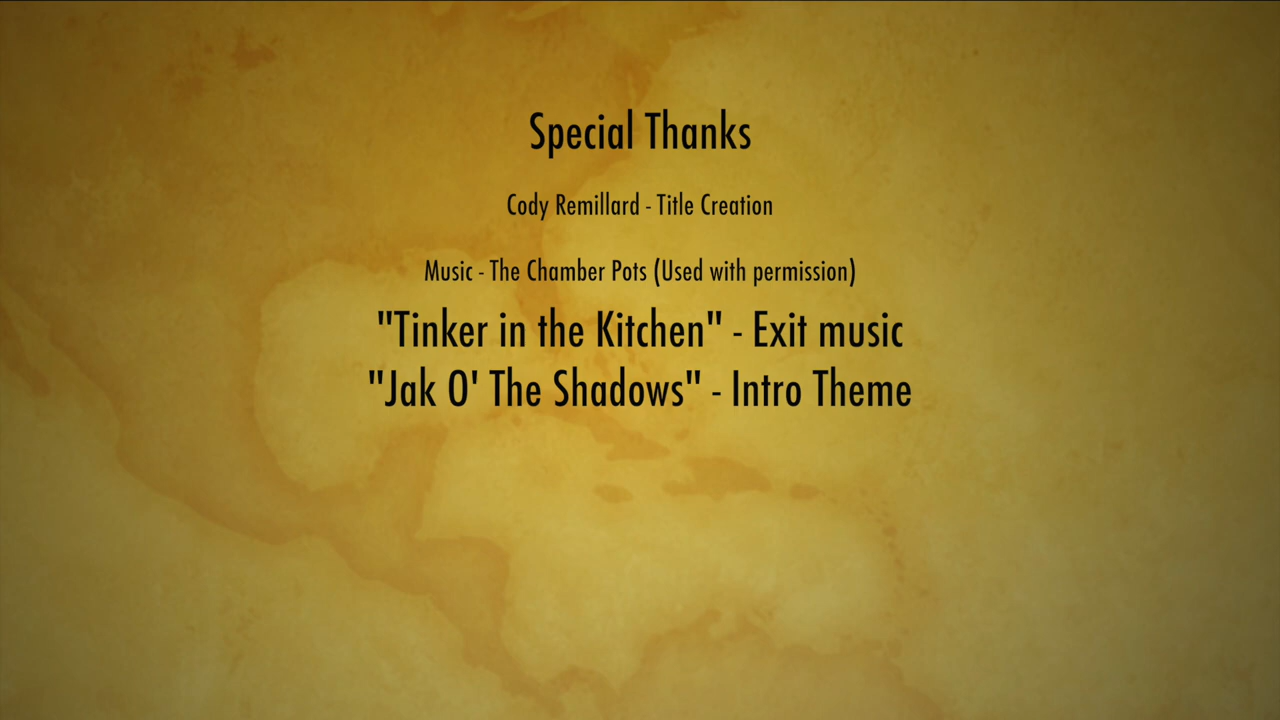 Special Thanks
Cody Remillard - Title Creation
Music - The Chamber Pots (Used with permission)
"Tinker in the Kitchen" - Exit music
"Jak O' The Shadows" - Intro Theme